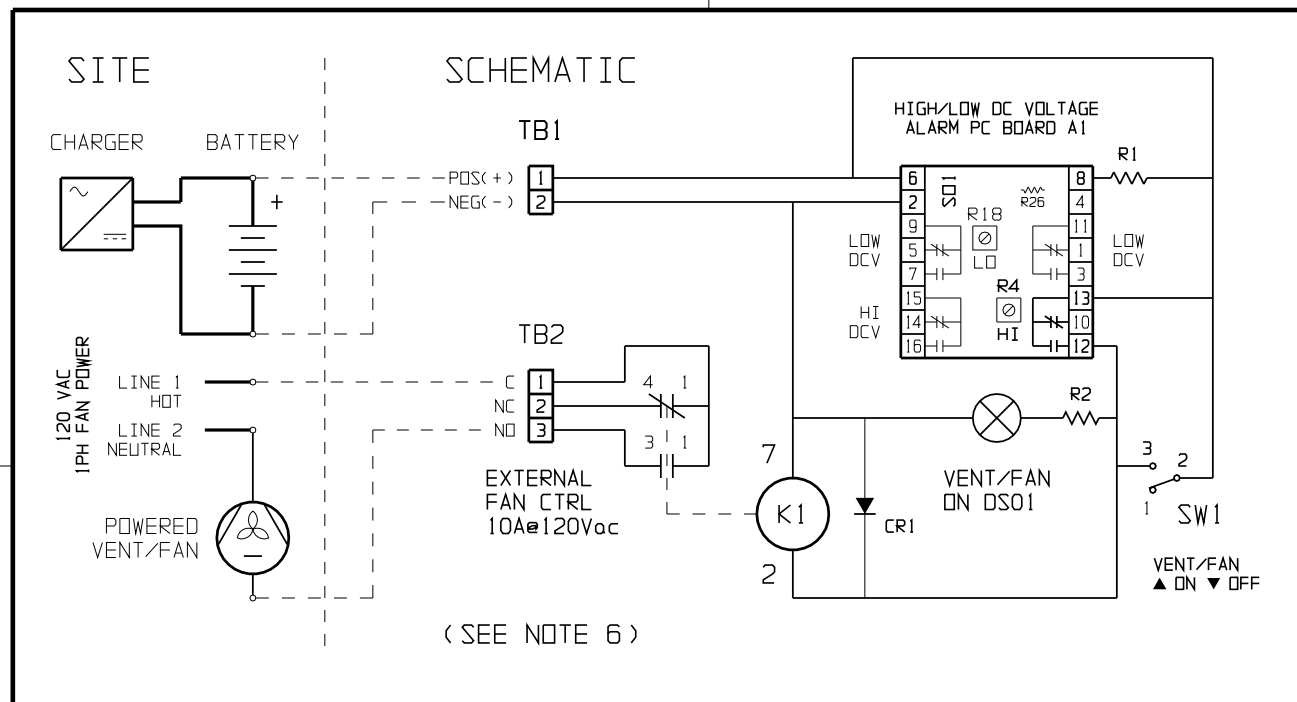 SITE
SCHEMATIC
HIGH/LOW DC VOLTAGE
ALARM PC BOARD A1
CHARGER
BATTERY
+
TB1
POS(+)
NEG(-)
1
2
SO1
R26
R18
LO
R4
HI
6
2
9
5
7
15
14
16
8
4
11
1
3
13
10
12
R1
LOW
DCV
HI
DCV
LOW
DCV
120 VAC
1PH FAN POWER
LINE 1
HOT
LINE 2
NEUTRAL
POWERED
VENT/FAN
TB2
C
NC
NO
1
2
3
4 1
3 1
EXTERNAL
FAN CTRL
10A@120Vac
7
K1
2
CR1
R2
VENT/FAN
ON DS01
3
2
1
SW1
VENT/FAN
▲ ON ▼ OFF
(SEE NOTE 6)